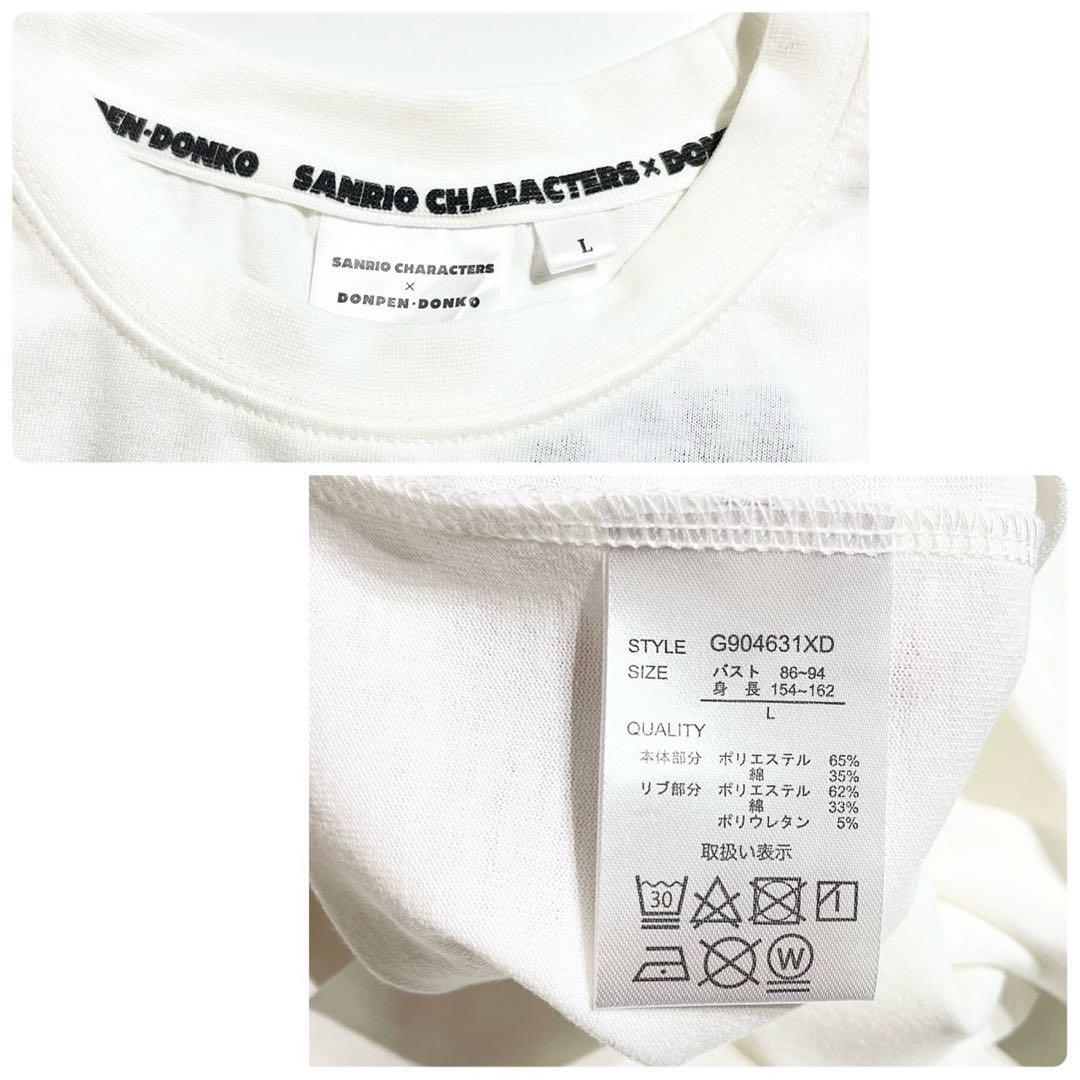 PEN·DONKO SANRIO CHARACTERS × DON
SANRIO CHARACTERS
×
DONPEN·DONKO
L
STYLE G904631XD
SIZE バスト 86~94
身長 154~162
L
QUALITY
本体部分 ポリエステル 65%
綿 35%
リブ部分 ポリエステル 62%
綿 33%
ポリウレタン 5%
取扱い表示
30
W